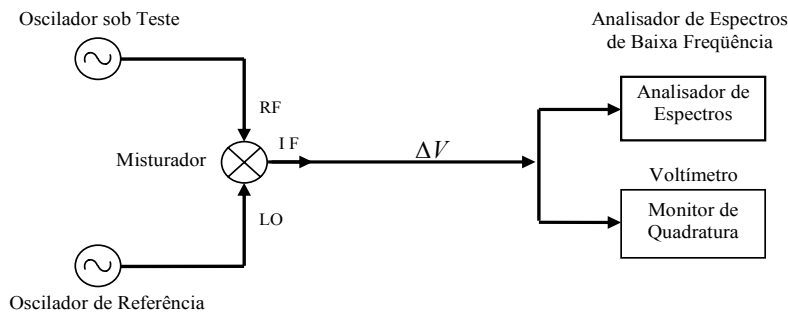 Oscilador sob Teste
Analisador de Espectros
de Baixa Freqüência
Analisador de
Espectros
RF
I F
ΔV
Misturador
Voltímetro
LO
Monitor de
Quadratura
Oscilador de Referência